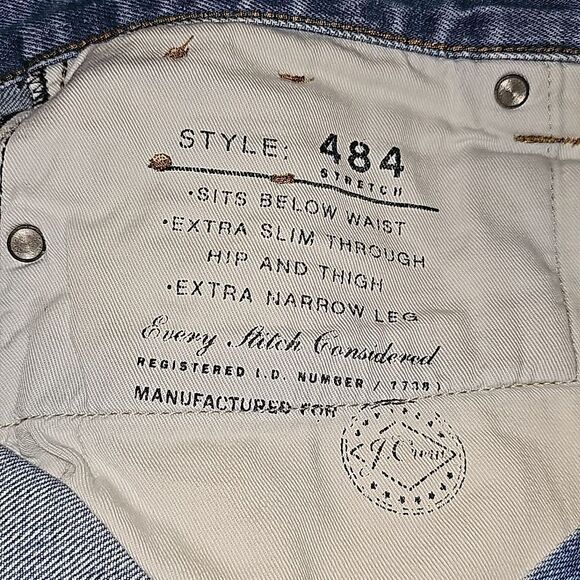 STYLE: 484
STRETCH
•SITS BELOW WAIST
•EXTRA SLIM THROUGH
HIP AND THIGH
•EXTRA NARROW LEG
Every Stitch Considered
REGISTERED I.D. NUMBER / 77383
MANUFACTURED FOR
J.Crew